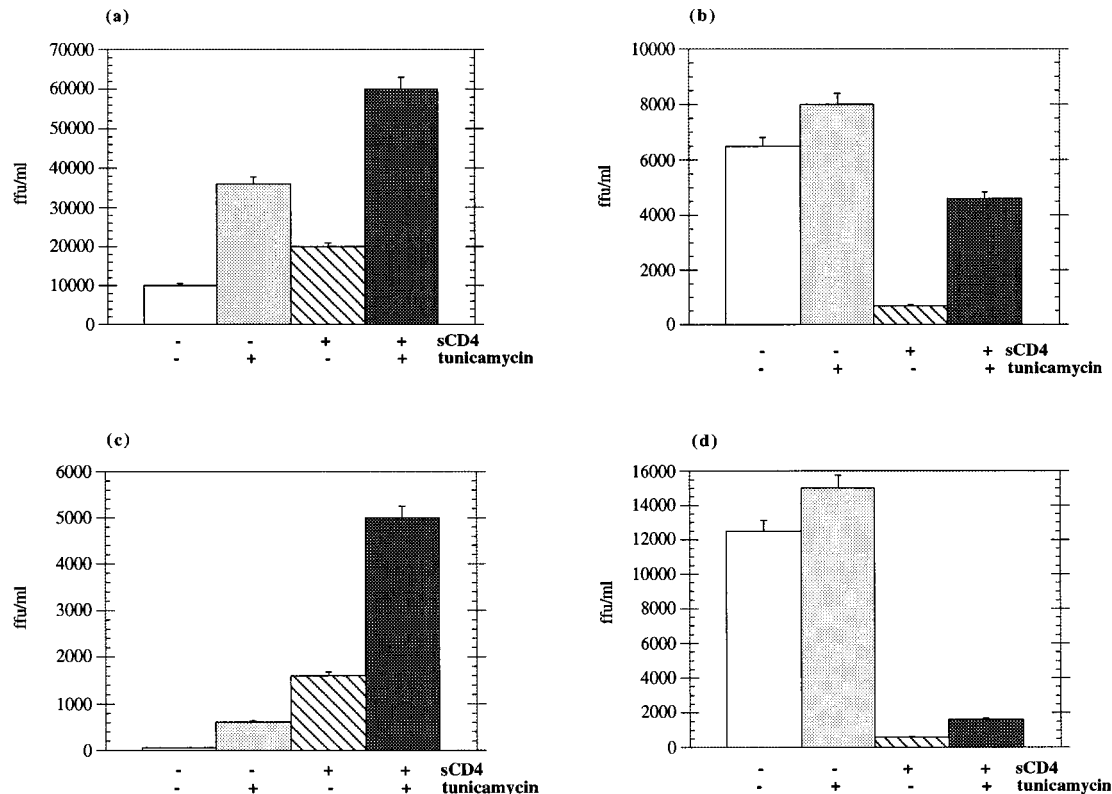 (a)
70000
60000
50000
40000
30000
20000
10000
0
ffu/ml
- - + + sCD4
- + - + tunicamycin
(b)
10000
8000
6000
4000
2000
0
ffu/ml
- - + + sCD4
- + - + tunicamycin
(c)
6000
5000
4000
3000
2000
1000
0
ffu/ml
- - + + sCD4
- + - + tunicamycin
(d)
16000
14000
12000
10000
8000
6000
4000
2000
0
ffu/ml
- - + + sCD4
- + - + tunicamycin